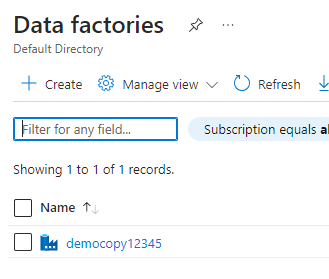 Data factories
Default Directory
Create Manage view Refresh
Filter for any field... Subscription equals
Showing 1 to 1 of 1 records.
Name
democopy12345